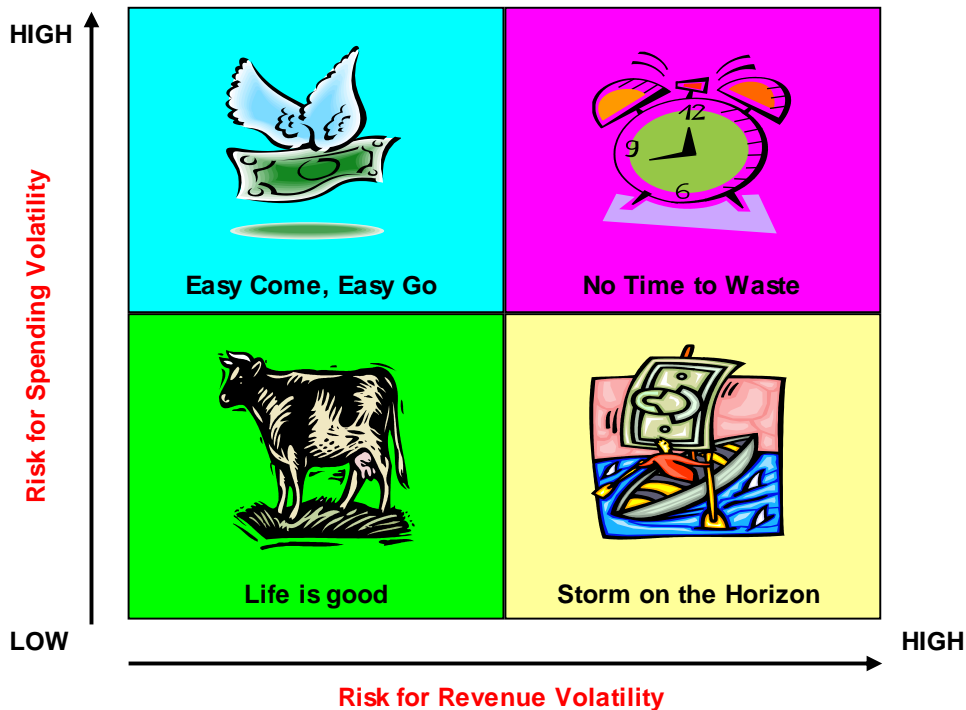 HIGH
Risk for Spending Volatility
12
9
6
Easy Come, Easy Go
No Time to Waste
Life is good
Storm on the Horizon
LOW
HIGH
Risk for Revenue Volatility